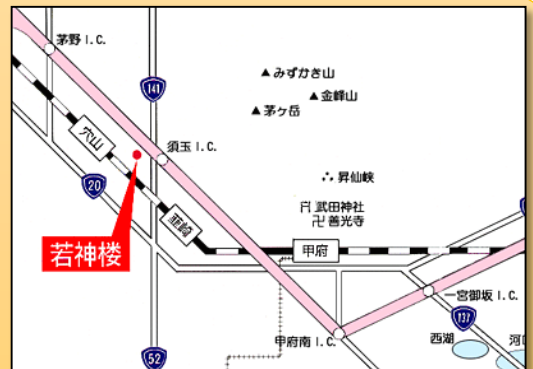 茅野 I.C.
141
▲みずがき山
▲金峰山
▲茅ヶ岳
穴山
須玉 I.C.
20
∴昇仙峡
韮崎
卍武田神社
卍善光寺
若神楼
甲府
一宮御坂 I.C.
137
甲府南 I.C.
西湖
52